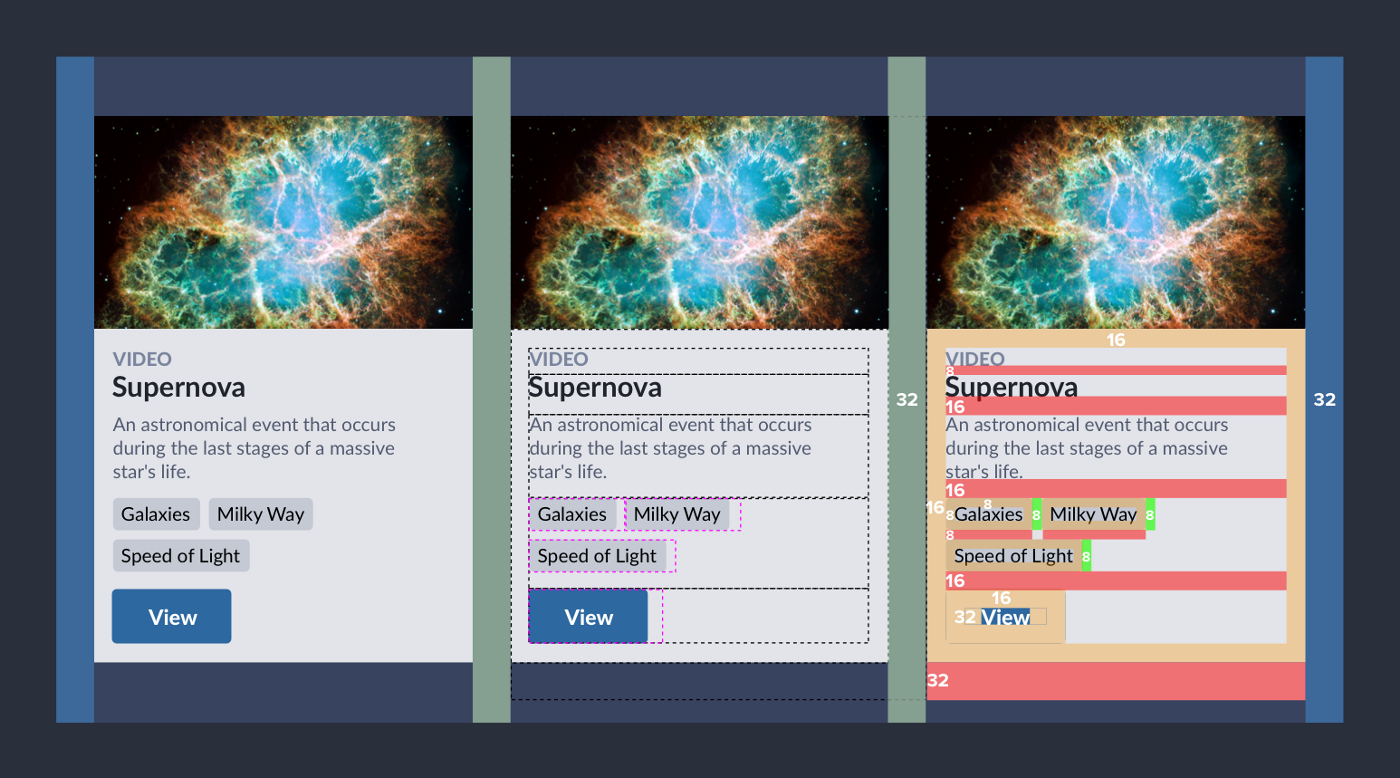 VIDEO
Supernova
An astronomical event that occurs
during the last stages of a massive
star's life.
Galaxies
Milky Way
Speed of Light
View
VIDEO
Supernova
An astronomical event that occurs
during the last stages of a massive
star's life.
Galaxies
Milky Way
Speed of Light
View
32
16
VIDEO
8
Supernova
16
An astronomical event that occurs
during the last stages of a massive
star's life.
16
16
8
8
Galaxies
8
Milky Way
8
8
Speed of Light
8
16
16
32
View
32
32